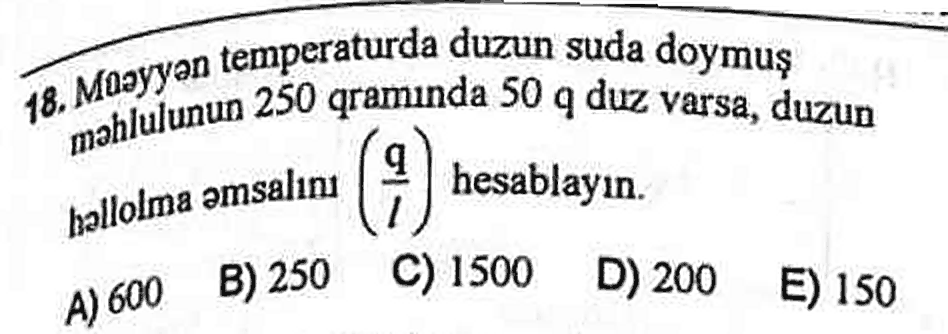 18. Müəyyən temperaturda duzun suda doymuş
məhlulunun 250 qramında 50 q duz varsa, duzun
həllolma əmsalını (q/l) hesablayın.
A) 600 B) 250 C) 1500 D) 200 E) 150